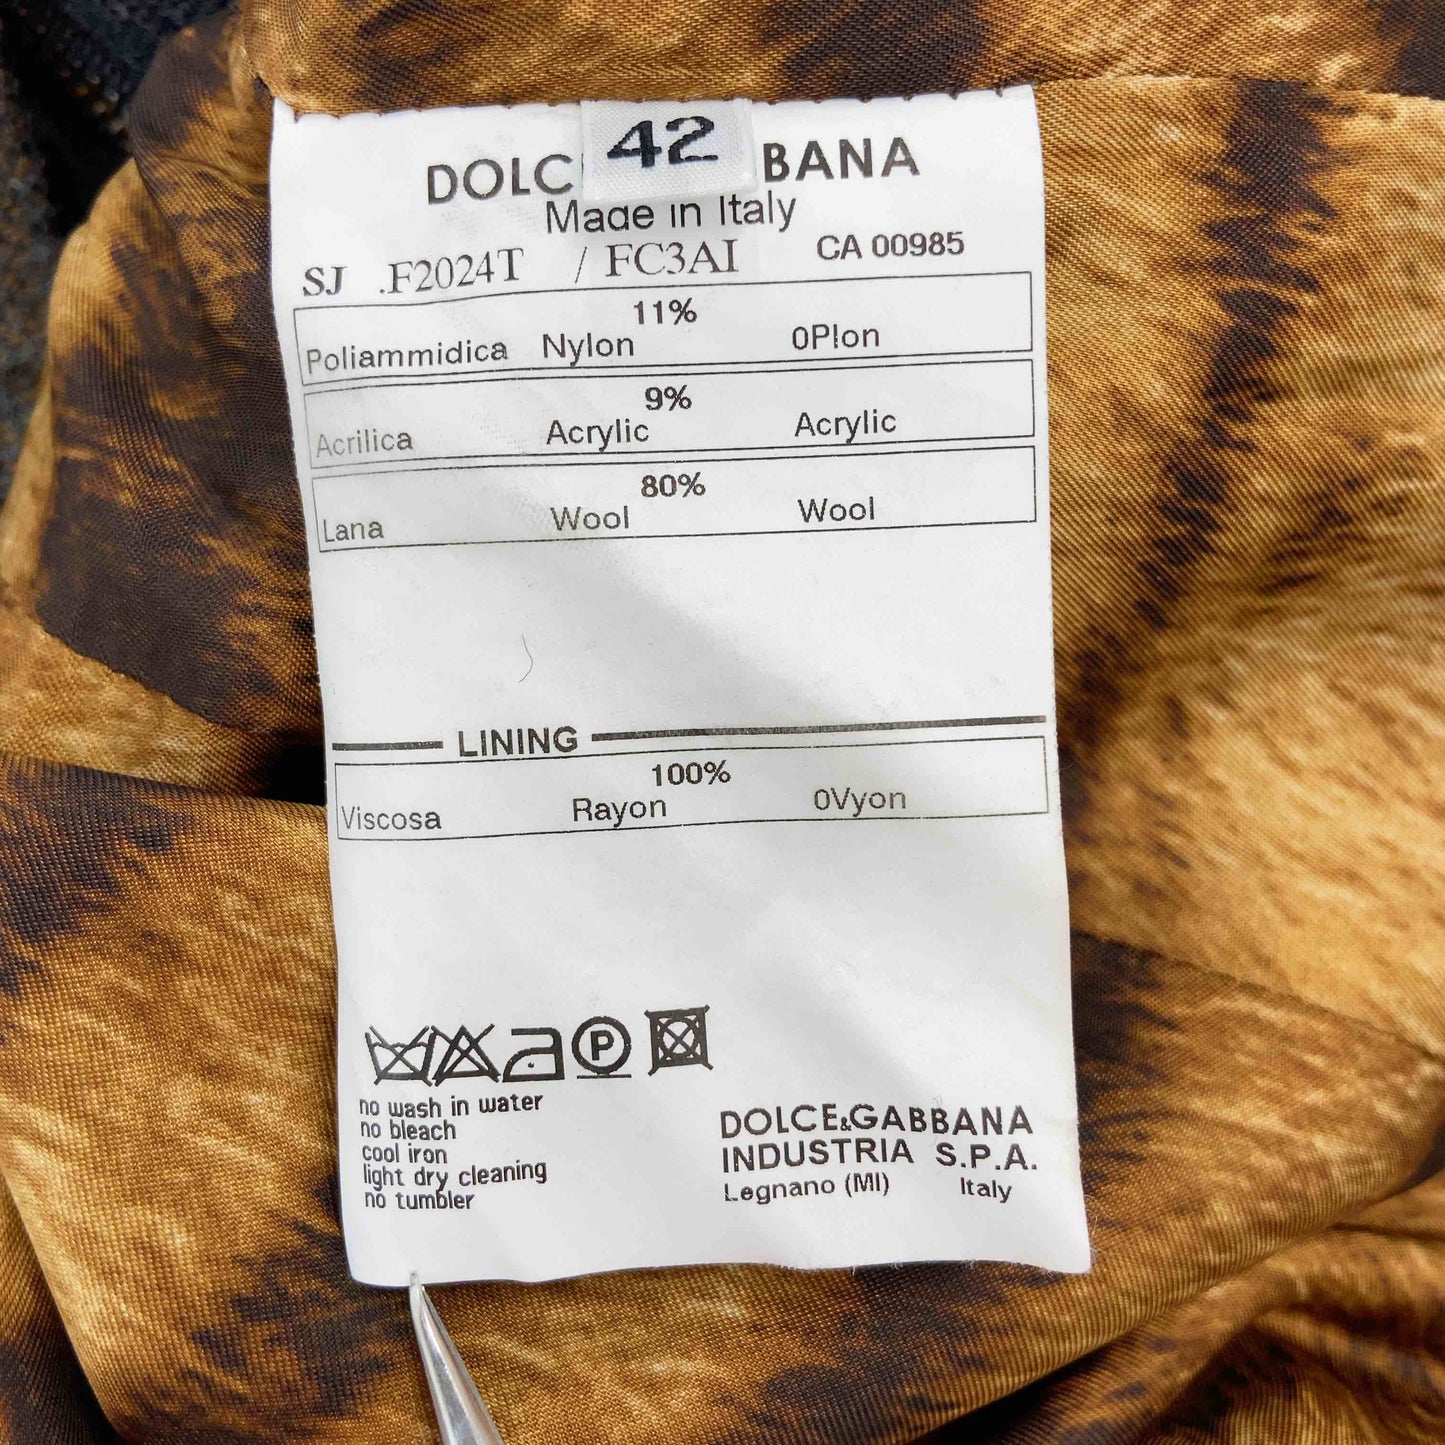 42
DOLC BANA
Made in Italy
SJ .F2024T / FC3AI CA 00985
11%
Poliammidica Nylon 0Plon
9%
Acrilica Acrylic Acrylic
80%
Lana Wool Wool
LINING
100%
Viscosa Rayon 0Vyon
P
no wash in water
no bleach
cool iron
light dry cleaning
no tumbler
DOLCE&GABBANA
INDUSTRIA S.P.A.
Legnano (MI) Italy